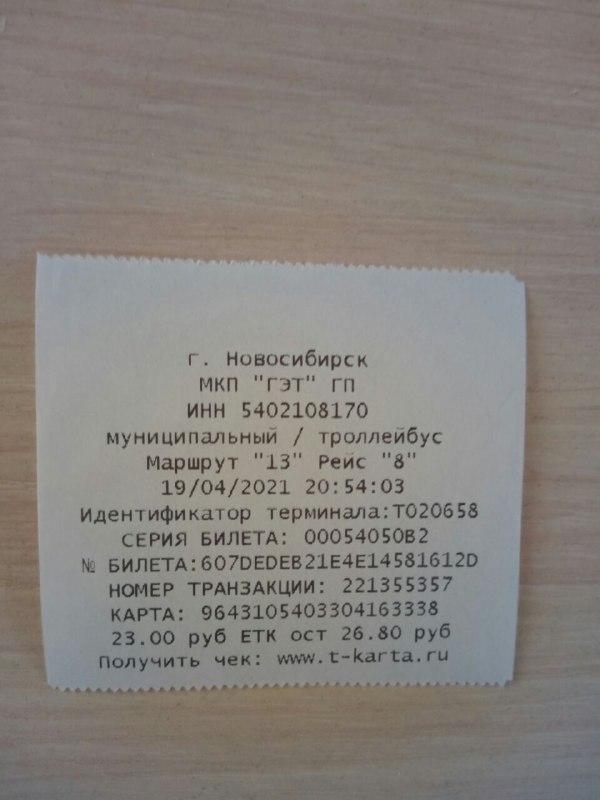 г. Новосибирск
МКП "ГЭТ" ГП
ИНН 5402108170
муниципальный / троллейбус
Маршрут "13" Рейс "8"
19/04/2021 20:54:03
Идентификатор терминала:T020658
СЕРИЯ БИЛЕТА: 00054050B2
№ БИЛЕТА:607DEDEB21E4E14581612D
НОМЕР ТРАНЗАКЦИИ: 221355357
КАРТА: 9643105403304163338
23.00 руб ЕТК ост 26.80 руб
Получить чек: www.t-karta.ru